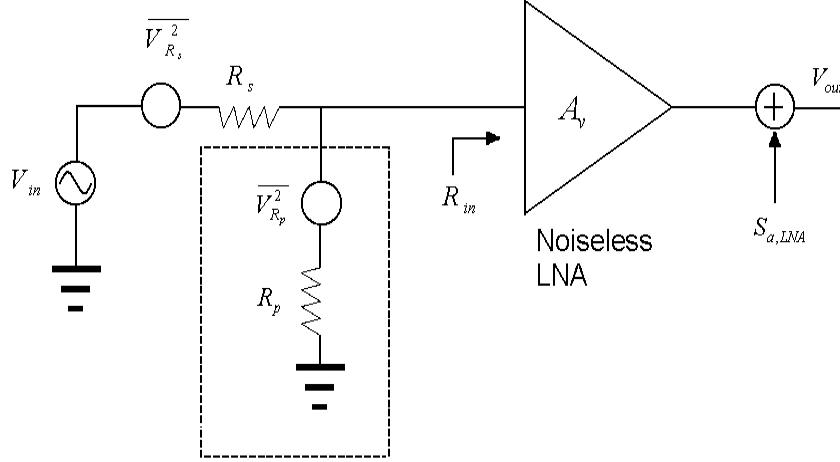 V_{R_s}^2
R_s
V_{out
A_v
V_{in}
V_{R_p}^2
R_{in}
S_{a,LNA}
Noiseless
LNA
R_p